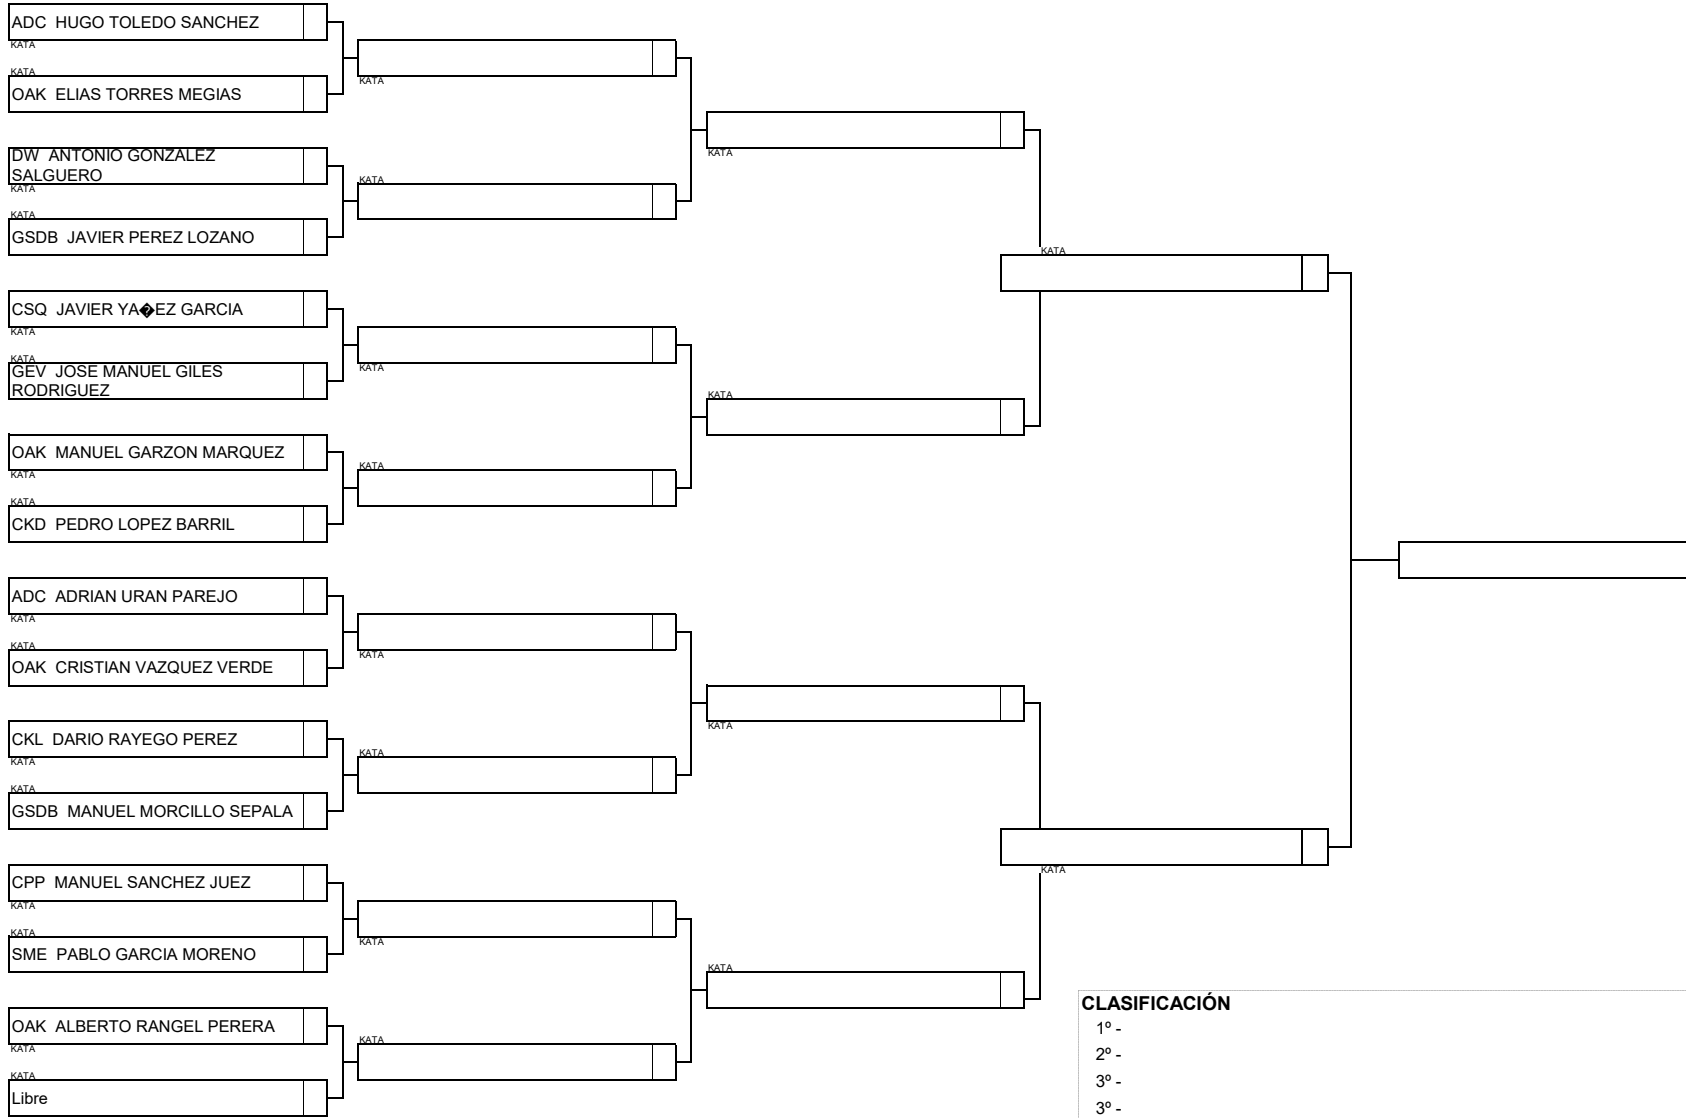 ADC  HUGO TOLEDO SANCHEZ
KATA
KATA
OAK  ELIAS TORRES MEGIAS
DW  ANTONIO GONZALEZ
SALGUERO
KATA
KATA
GSDB  JAVIER PEREZ LOZANO
CSQ  JAVIER YA�EZ GARCIA
KATA
KATA
GEV  JOSE MANUEL GILES
RODRIGUEZ
OAK  MANUEL GARZON MARQUEZ
KATA
KATA
CKD  PEDRO LOPEZ BARRIL
ADC  ADRIAN URAN PAREJO
KATA
KATA
OAK  CRISTIAN VAZQUEZ VERDE
CKL  DARIO RAYEGO PEREZ
KATA
KATA
GSDB  MANUEL MORCILLO SEPALA
CPP  MANUEL SANCHEZ JUEZ
KATA
KATA
SME  PABLO GARCIA MORENO
OAK  ALBERTO RANGEL PERERA
KATA
KATA
Libre
KATA
KATA
KATA
KATA
KATA
KATA
KATA
KATA
KATA
KATA
KATA
KATA
KATA
KATA
CLASIFICACIÓN
1º -
2º -
3º -
3º -